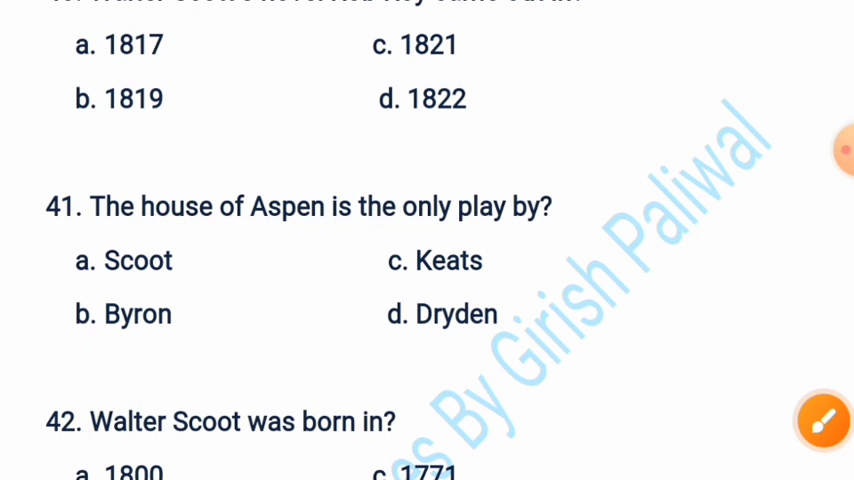 a. 1817 c. 1821
b. 1819 d. 1822
41. The house of Aspen is the only play by?
a. Scoot c. Keats
b. Byron d. Dryden
42. Walter Scoot was born in?
a. 1800 c. 1771
By Girish Paliwal